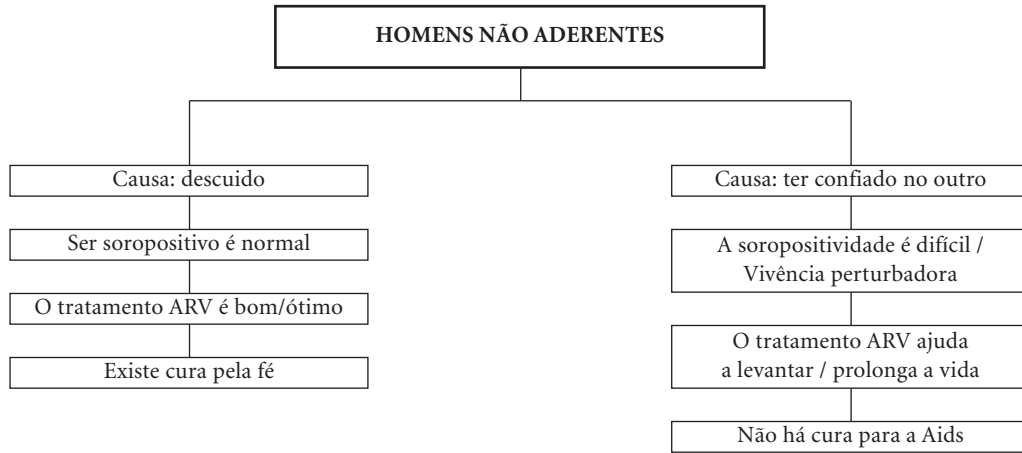 HOMENS NÃO ADERENTES
Causa: descuido
Ser soropositivo é normal
O tratamento ARV é bom/ótimo
Existe cura pela fé
Causa: ter confiado no outro
A soropositividade é difícil /
Vivência perturbadora
O tratamento ARV ajuda
a levantar / prolonga a vida
Não há cura para a Aids